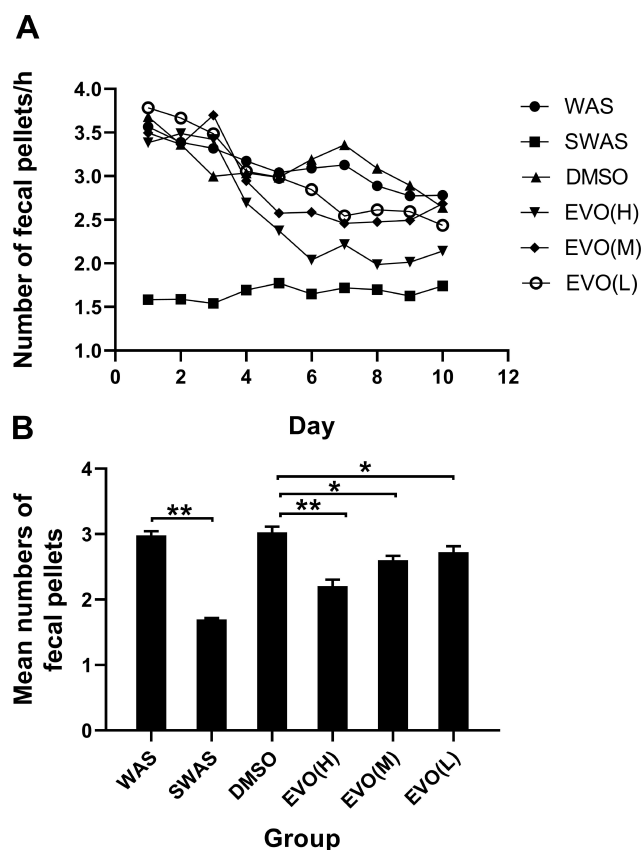 A
Number of fecal pellets/h
4.0
3.5
3.0
2.5
2.0
1.5
1.0
0 2 4 6 8 10 12
Day
WAS
SWAS
DMSO
EVO(H)
EVO(M)
EVO(L)
B
Mean numbers of
fecal pellets
4
3
2
1
0
**
**
*
*
WAS
SWAS
DMSO
EVO(H)
EVO(M)
EVO(L)
Group